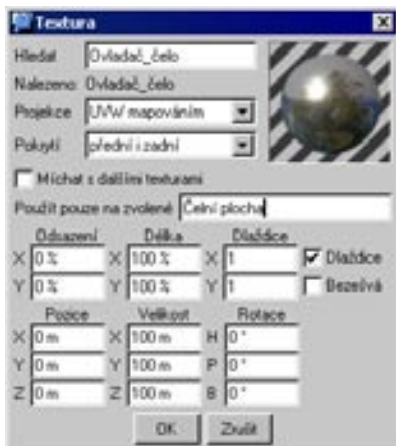 Textura
Hledat Ovladač_čelo
Nalezeno: Ovladač_čelo
Projekce UVW mapováním
Pokrytí přední i zadní
Míchat s dalšími texturami
Použít pouze na zvolené Čelní plocha
Odsazení Délka Dlaždice
X 0 % X 100 % X 1 Dlaždice
Y 0 % Y 100 % Y 1 Bezešvá
Pozice Velikost Rotace
X 0 m X 100 m H 0 °
Y 0 m Y 100 m P 0 °
Z 0 m Z 100 m B 0 °
OK Zrušit